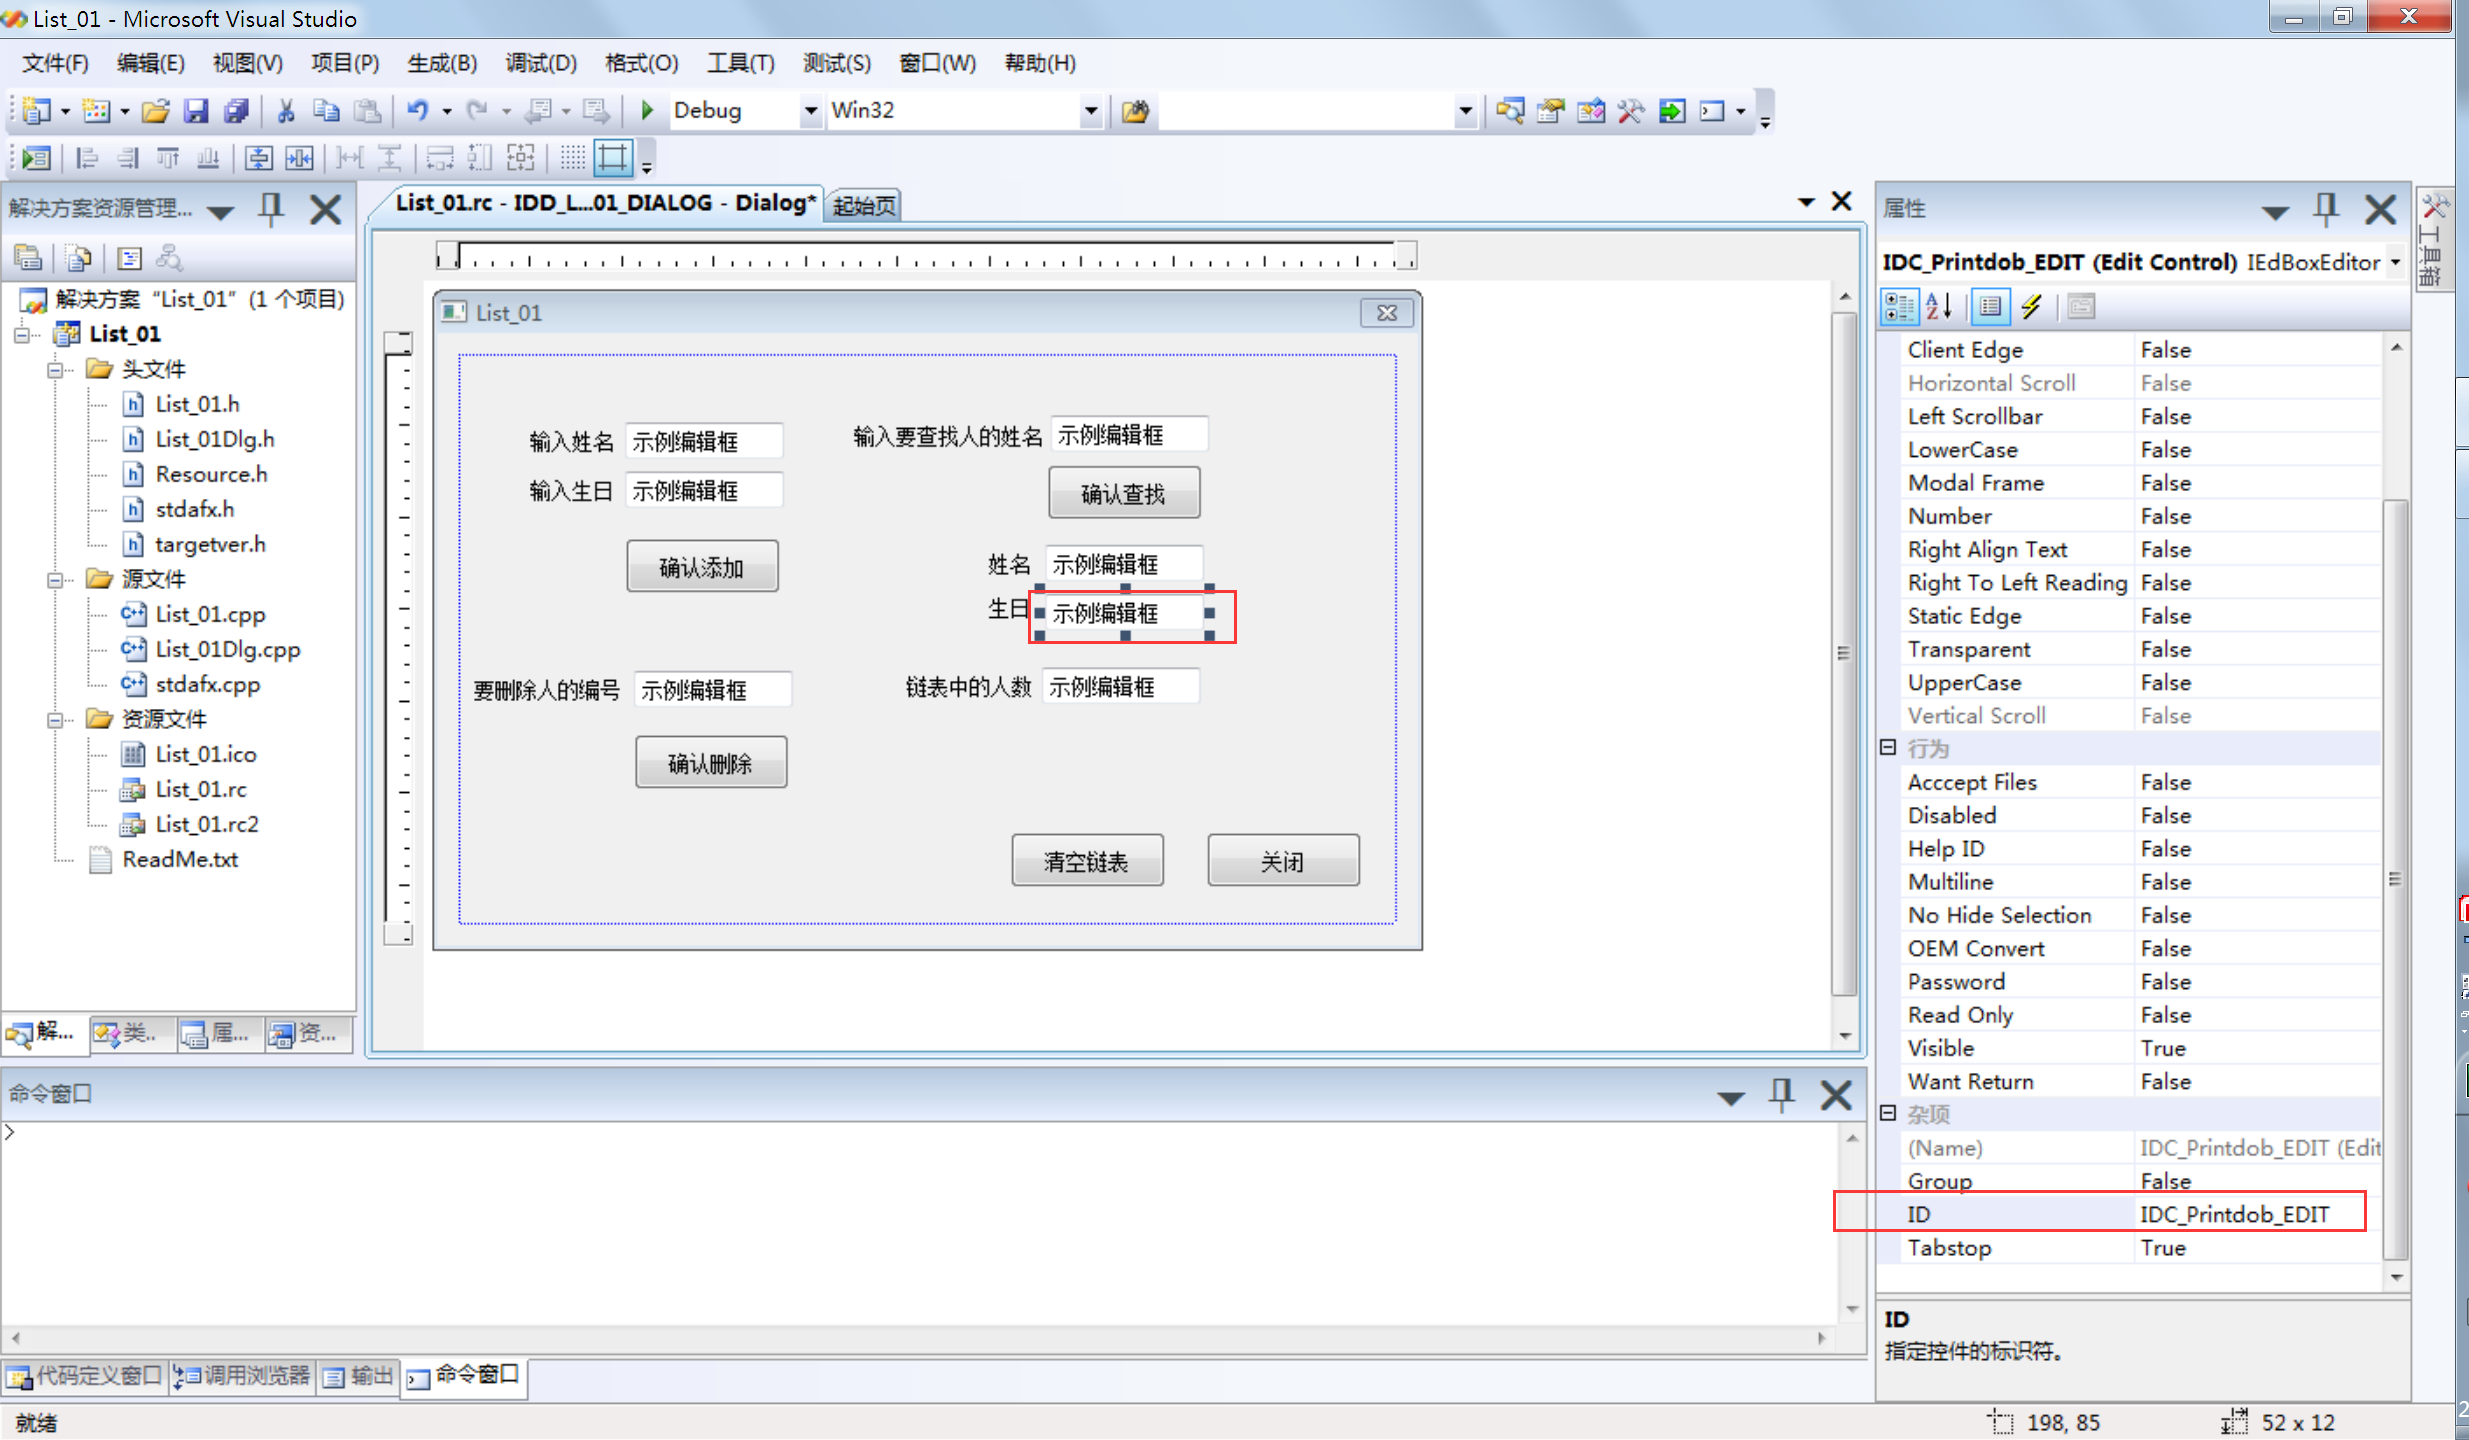 List_01 - Microsoft Visual Studio
文件(F) 编辑(E) 视图(V) 项目(P) 生成(B) 调试(D) 格式(O) 工具(T) 测试(S) 窗口(W) 帮助(H)
Debug Win32
解决方案资源管理...
解决方案 “List_01” (1 个项目)
List_01
头文件
List_01.h
List_01Dlg.h
Resource.h
stdafx.h
targetver.h
源文件
List_01.cpp
List_01Dlg.cpp
stdafx.cpp
资源文件
List_01.ico
List_01.rc
List_01.rc2
ReadMe.txt
解... 类.. 属... 资...
List_01.rc - IDD_L...01_DIALOG - Dialog* 起始页
List_01
输入姓名 示例编辑框 输入要查找人的姓名 示例编辑框
输入生日 示例编辑框 确认查找
确认添加 姓名 示例编辑框
生日 示例编辑框
要删除人的编号 示例编辑框 链表中的人数 示例编辑框
确认删除
清空链表 关闭
属性
IDC_Printdob_EDIT (Edit Control) IEdBoxEditor
Client Edge False
Horizontal Scroll False
Left Scrollbar False
LowerCase False
Modal Frame False
Number False
Right Align Text False
Right To Left Reading False
Static Edge False
Transparent False
UpperCase False
Vertical Scroll False
行为
Acccept Files False
Disabled False
Help ID False
Multiline False
No Hide Selection False
OEM Convert False
Password False
Read Only False
Visible True
Want Return False
杂项
(Name) IDC_Printdob_EDIT (Edit
Group False
ID IDC_Printdob_EDIT
Tabstop True
ID
指定控件的标识符。
工具箱
命令窗口
>
代码定义窗口 调用浏览器 输出 命令窗口
就绪 198, 85 52 x 12